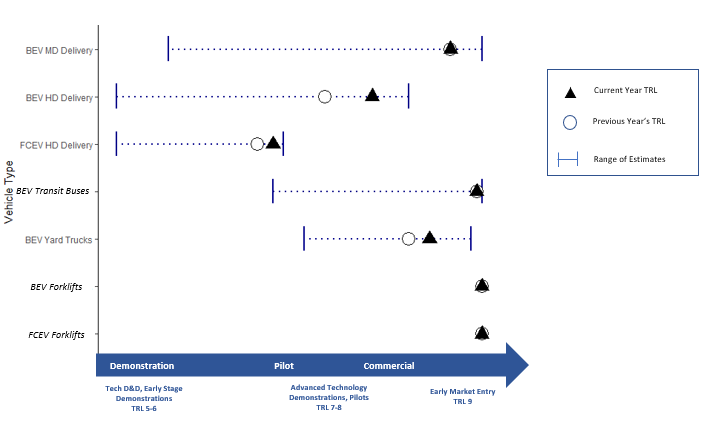 Vehicle Type
BEV MD Delivery
BEV HD Delivery
FCEV HD Delivery
BEV Transit Buses
BEV Yard Trucks
BEV Forklifts
FCEV Forklifts
Current Year TRL
Previous Year's TRL
Range of Estimates
Demonstration Pilot Commercial
Tech D&D, Early Stage
Demonstrations
TRL 5-6
Advanced Technology
Demonstrations, Pilots
TRL 7-8
Early Market Entry
TRL 9